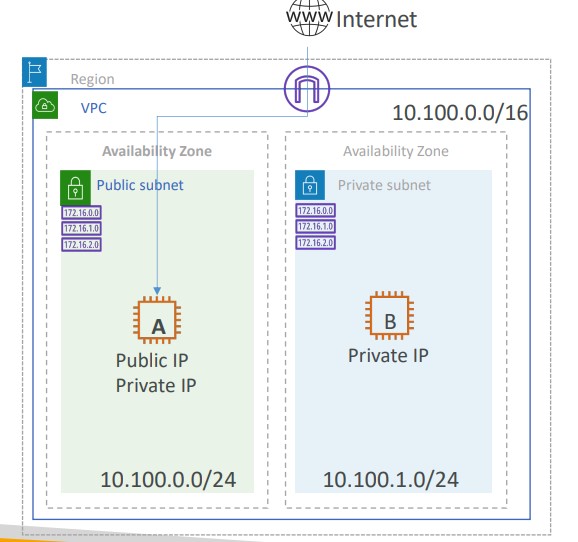 WWW Internet
Region
VPC
10.100.0.0/16
Availability Zone
Availability Zone
Public subnet
Private subnet
172.16.0.0
172.16.1.0
172.16.2.0
172.16.0.0
172.16.1.0
172.16.2.0
A
B
Public IP
Private IP
Private IP
10.100.0.0/24
10.100.1.0/24